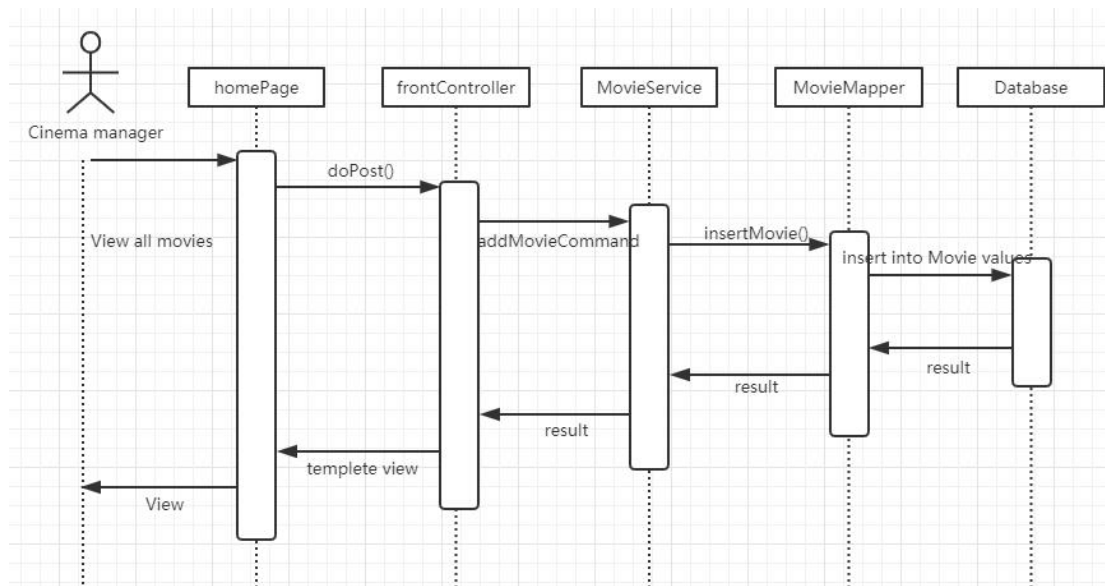 homePage
frontController
MovieService
MovieMapper
Database
Cinema manager
doPost()
addMovieCommand
insertMovie()
View all movies
insert into Movie values
result
result
result
templete view
View